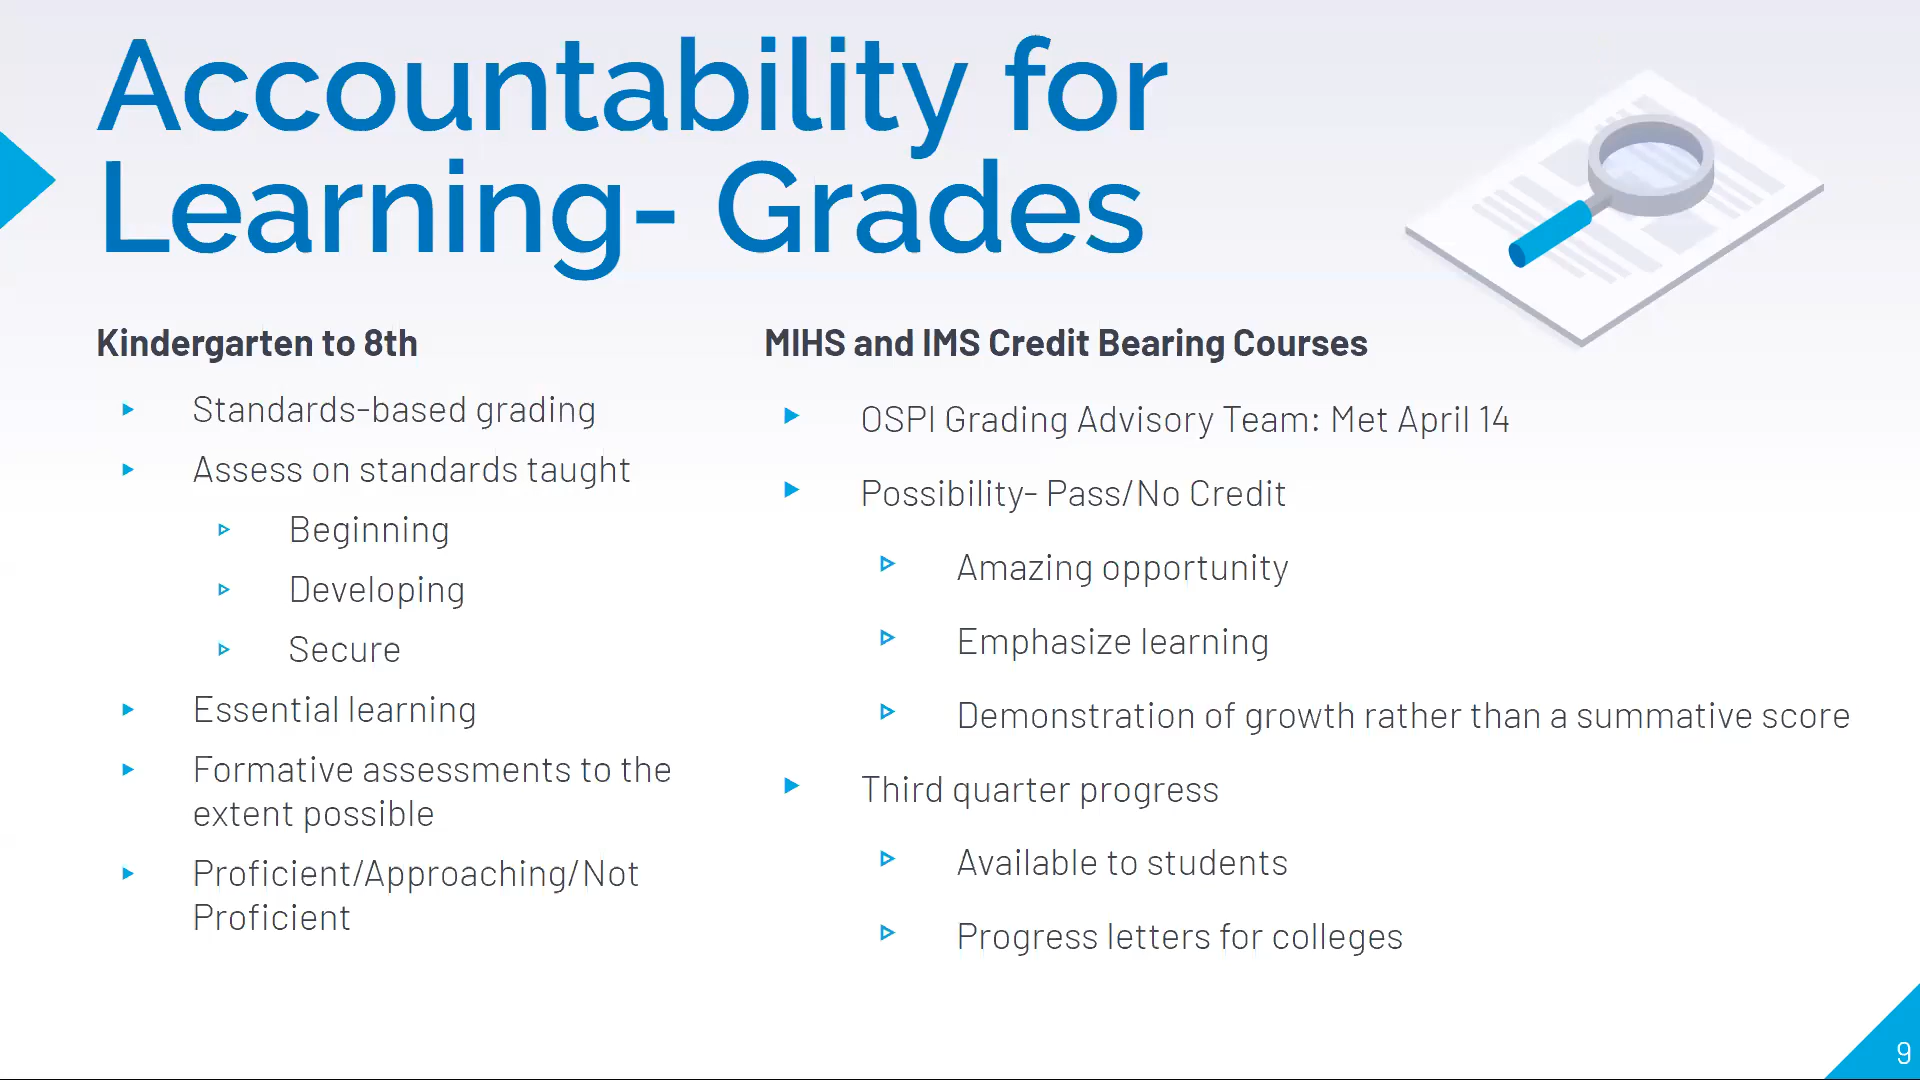 Accountability for
Learning- Grades
Kindergarten to 8th
Standards-based grading
Assess on standards taught
Beginning
Developing
Secure
Essential learning
Formative assessments to the
extent possible
Proficient/Approaching/Not
Proficient
MIHS and IMS Credit Bearing Courses
OSPI Grading Advisory Team: Met April 14
Possibility- Pass/No Credit
Amazing opportunity
Emphasize learning
Demonstration of growth rather than a summative score
Third quarter progress
Available to students
Progress letters for colleges
9